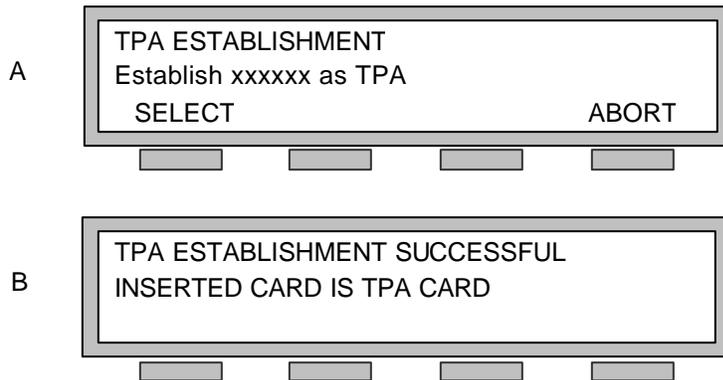 A
TPA ESTABLISHMENT
Establish xxxxxx as TPA
SELECT ABORT
B
TPA ESTABLISHMENT SUCCESSFUL
INSERTED CARD IS TPA CARD